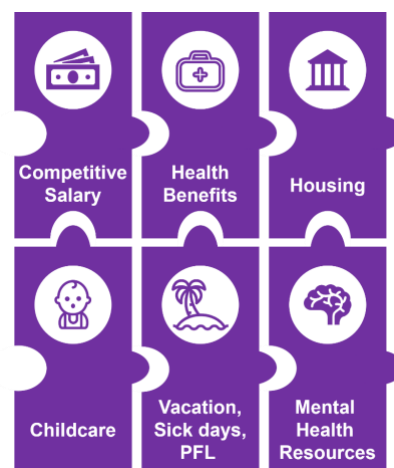 Competitive
Salary
Health
Benefits
Housing
Childcare
Vacation,
Sick days,
PFL
Mental
Health
Resources